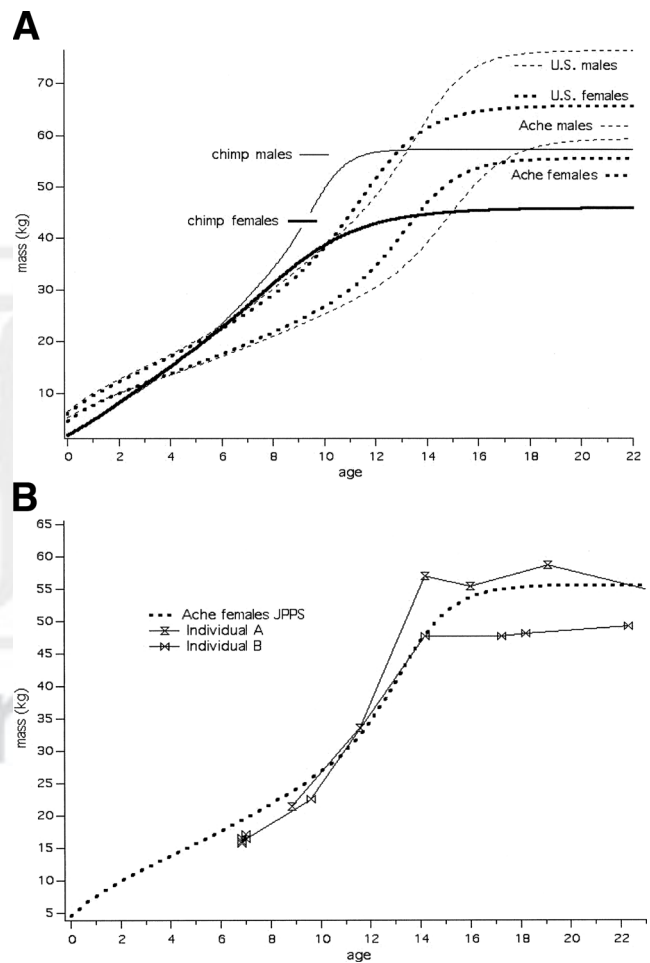 A
70
60
50
40
30
20
10
mass (kg)
U.S. males
U.S. females
Ache males
chimp males
Ache females
chimp females
0 2 4 6 8 10 12 14 16 18 20 22
age
B
65
60
55
50
45
40
35
30
25
20
15
10
5
mass (kg)
Ache females JPPS
Individual A
Individual B
0 2 4 6 8 10 12 14 16 18 20 22
age